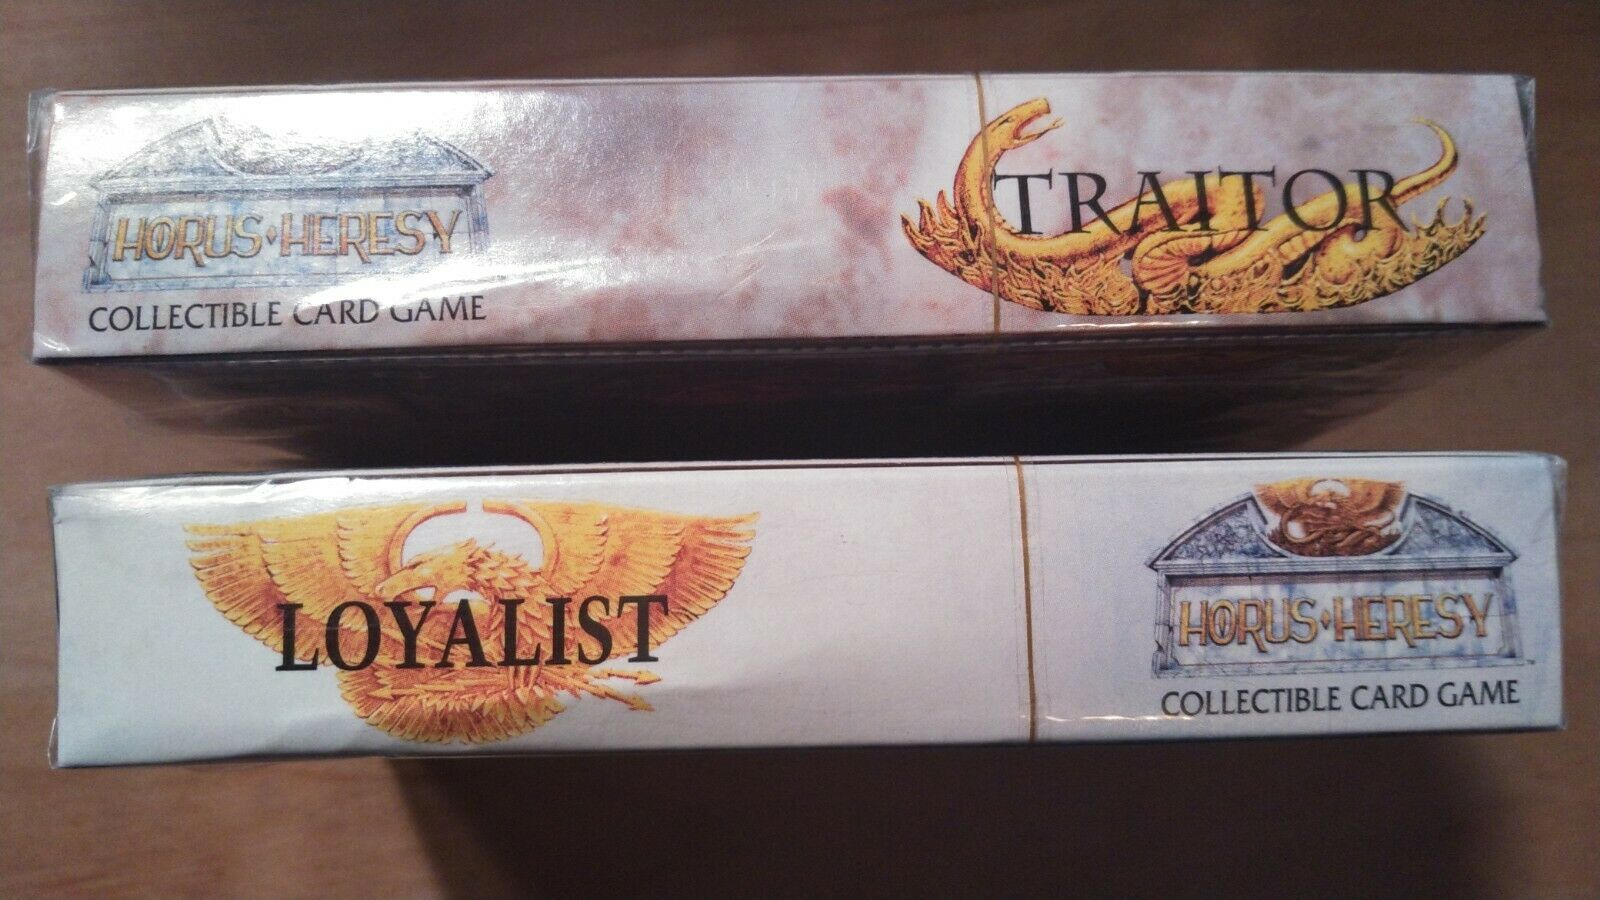 HORUS HERESY
COLLECTIBLE CARD GAME
TRAITOR
LOYALIST
HORUS HERESY
COLLECTIBLE CARD GAME